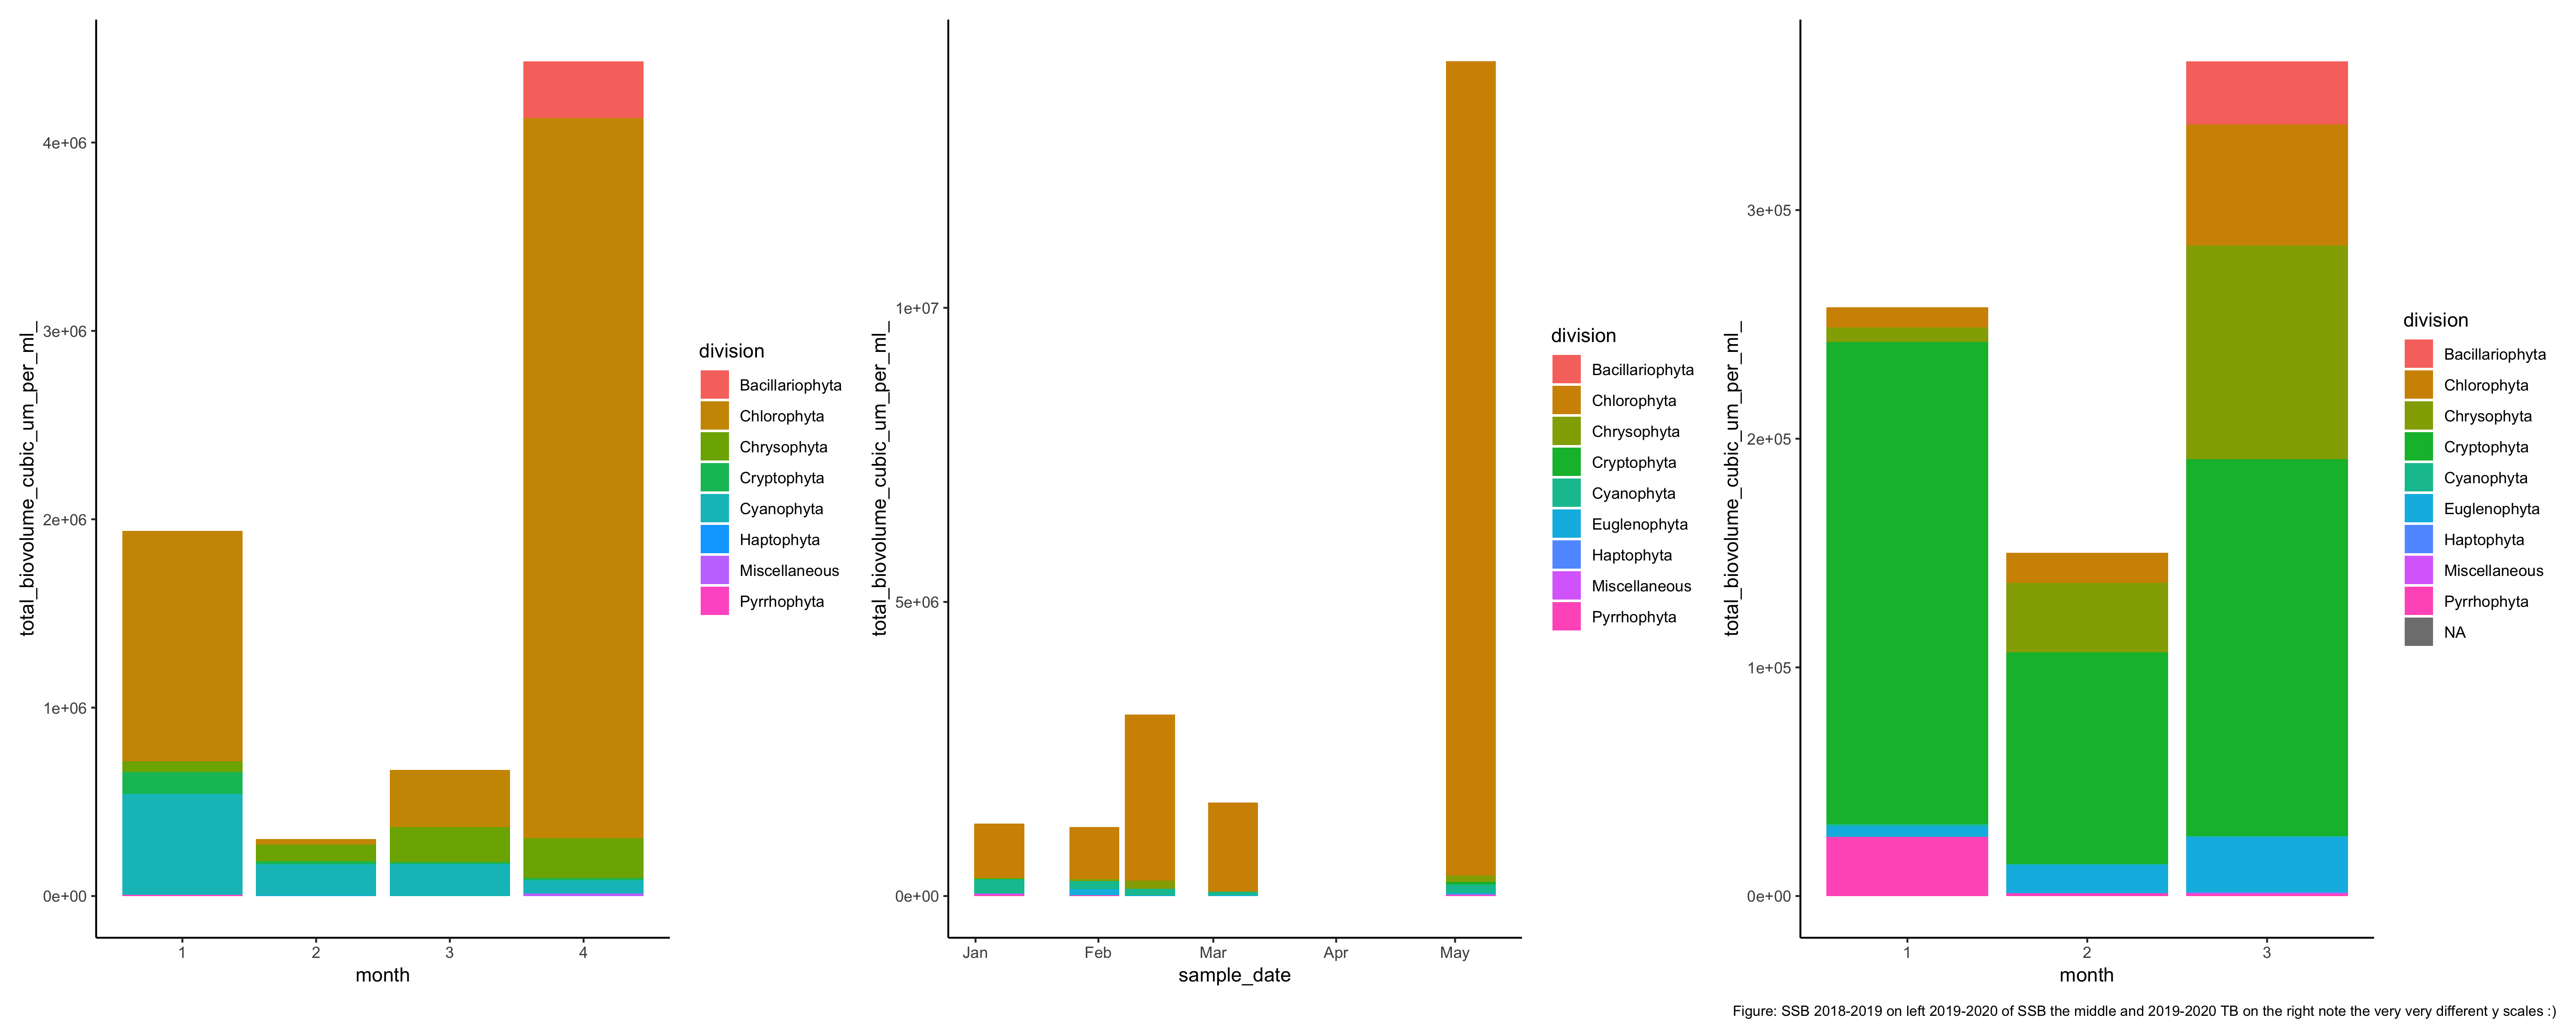 total_biovolume_cubic_um_per_ml_
4e+06
3e+06
2e+06
1e+06
0e+00
1
2
3
4
month
division
Bacillariophyta
Chlorophyta
Chrysophyta
Cryptophyta
Cyanophyta
Haptophyta
Miscellaneous
Pyrrhophyta
total_biovolume_cubic_um_per_ml_
1e+07
5e+06
0e+00
Jan
Feb
Mar
Apr
May
sample_date
division
Bacillariophyta
Chlorophyta
Chrysophyta
Cryptophyta
Cyanophyta
Euglenophyta
Haptophyta
Miscellaneous
Pyrrhophyta
total_biovolume_cubic_um_per_ml_
3e+05
2e+05
1e+05
0e+00
1
2
3
month
division
Bacillariophyta
Chlorophyta
Chrysophyta
Cryptophyta
Cyanophyta
Euglenophyta
Haptophyta
Miscellaneous
Pyrrhophyta
NA
Figure: SSB 2018-2019 on left 2019-2020 of SSB the middle and 2019-2020 TB on the right note the very very different y scales :)